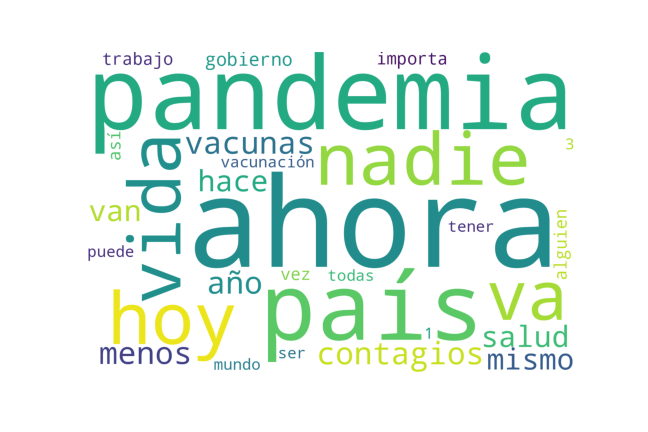 trabajo gobierno importa
pandemia
así vida vacunas nadie 3
vacunación
hace
van ahora alguien
puede tener
año vez todas
hoy país va
1 salud
menos ser contagios mismo
mundo